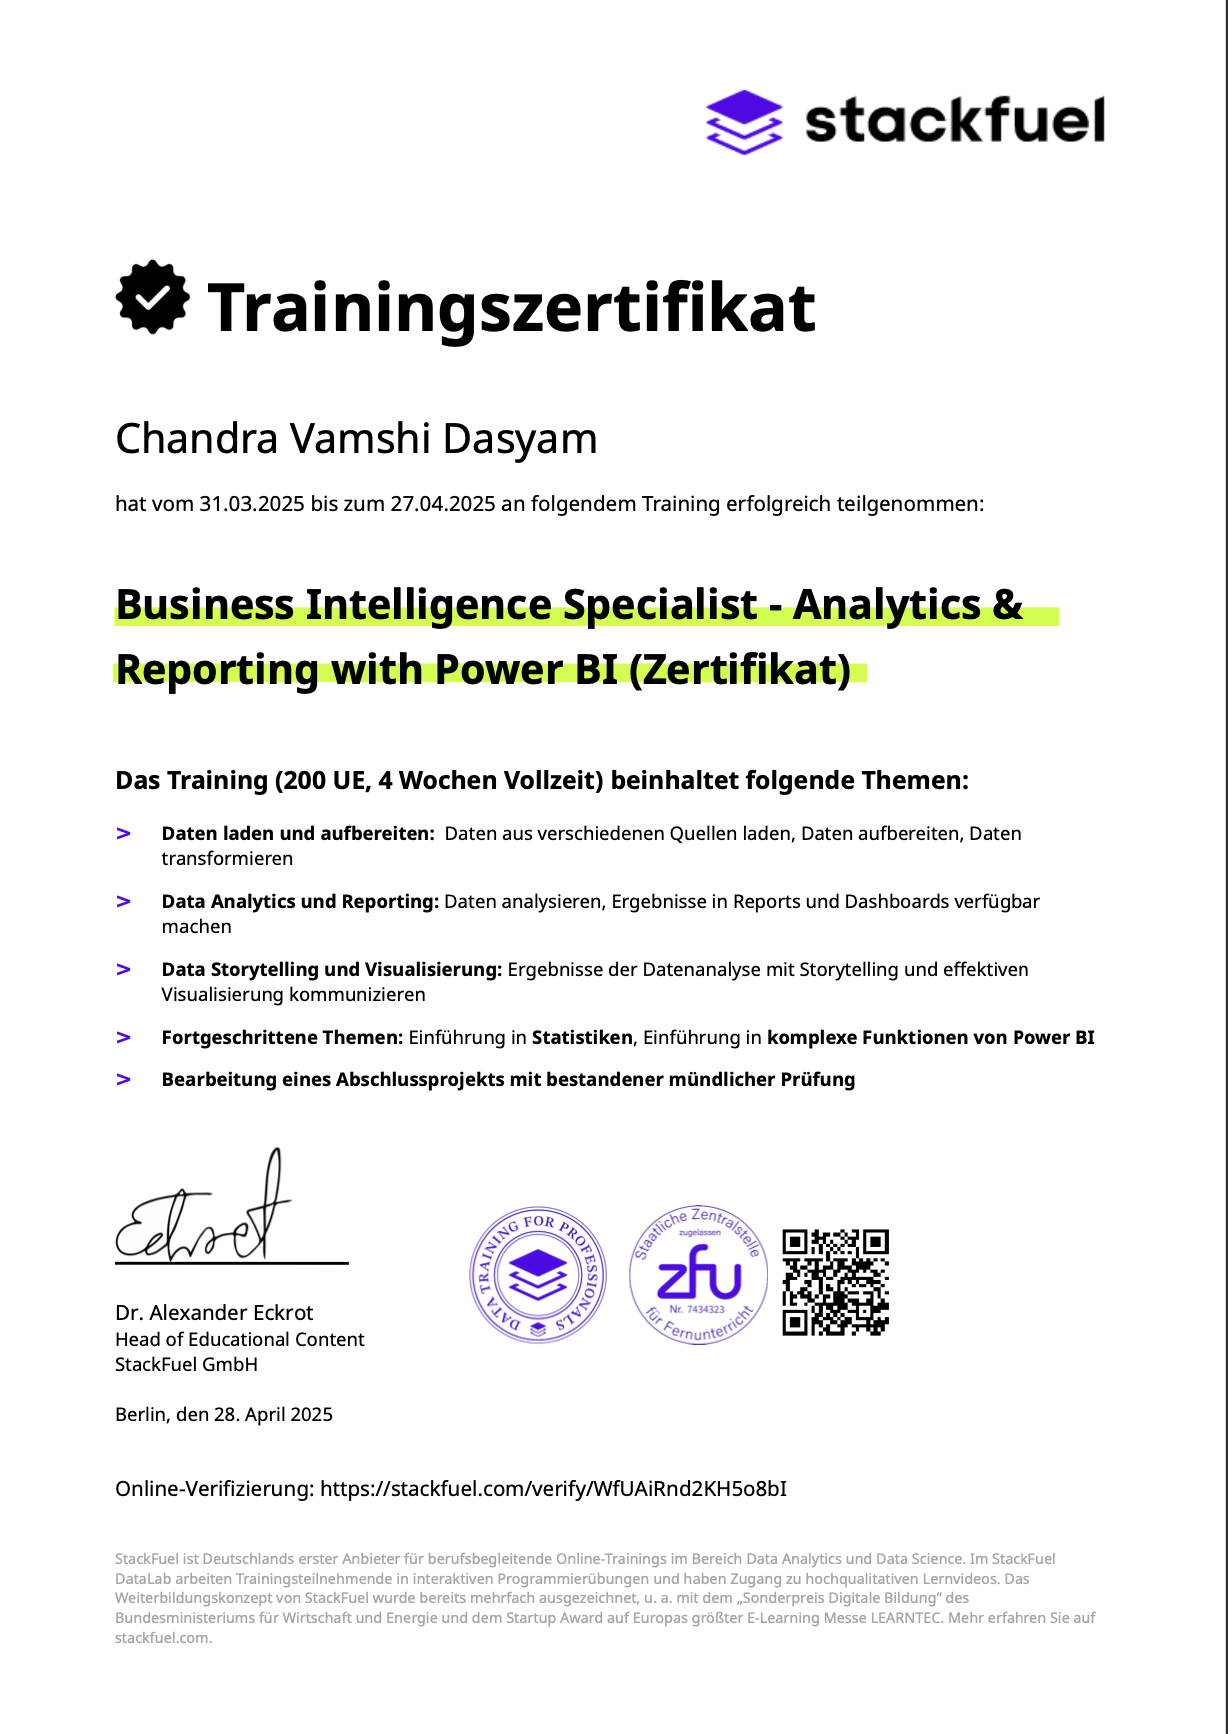 stackfuel
Trainingszertifikat
Chandra Vamshi Dasyam
hat vom 31.03.2025 bis zum 27.04.2025 an folgendem Training erfolgreich teilgenommen:
Business Intelligence Specialist - Analytics &
Reporting with Power BI (Zertifikat)
Das Training (200 UE, 4 Wochen Vollzeit) beinhaltet folgende Themen:
> Daten laden und aufbereiten: Daten aus verschiedenen Quellen laden, Daten aufbereiten, Daten
transformieren
> Data Analytics und Reporting: Daten analysieren, Ergebnisse in Reports und Dashboards verfügbar
machen
> Data Storytelling und Visualisierung: Ergebnisse der Datenanalyse mit Storytelling und effektiven
Visualisierung kommunizieren
> Fortgeschrittene Themen: Einführung in Statistiken, Einführung in komplexe Funktionen von Power BI
> Bearbeitung eines Abschlussprojekts mit bestandener mündlicher Prüfung
Eckrot
DATA TRAINING FOR PROFESSIONALS
Staatliche Zentralstelle
zugelassen
zfu
Nr. 7434323
für Fernunterricht
Dr. Alexander Eckrot
Head of Educational Content
StackFuel GmbH
Berlin, den 28. April 2025
Online-Verifizierung: https://stackfuel.com/verify/WfUAiRnd2KH5o8bI
StackFuel ist Deutschlands erster Anbieter für berufsbegleitende Online-Trainings im Bereich Data Analytics und Data Science. Im StackFuel
DataLab arbeiten Trainingsteilnehmende in interaktiven Programmierübungen und haben Zugang zu hochqualitativen Lernvideos. Das
Weiterbildungskonzept von StackFuel wurde bereits mehrfach ausgezeichnet, u. a. mit dem „Sonderpreis Digitale Bildung“ des
Bundesministeriums für Wirtschaft und Energie und dem Startup Award auf Europas größter E-Learning Messe LEARNTEC. Mehr erfahren Sie auf
stackfuel.com.